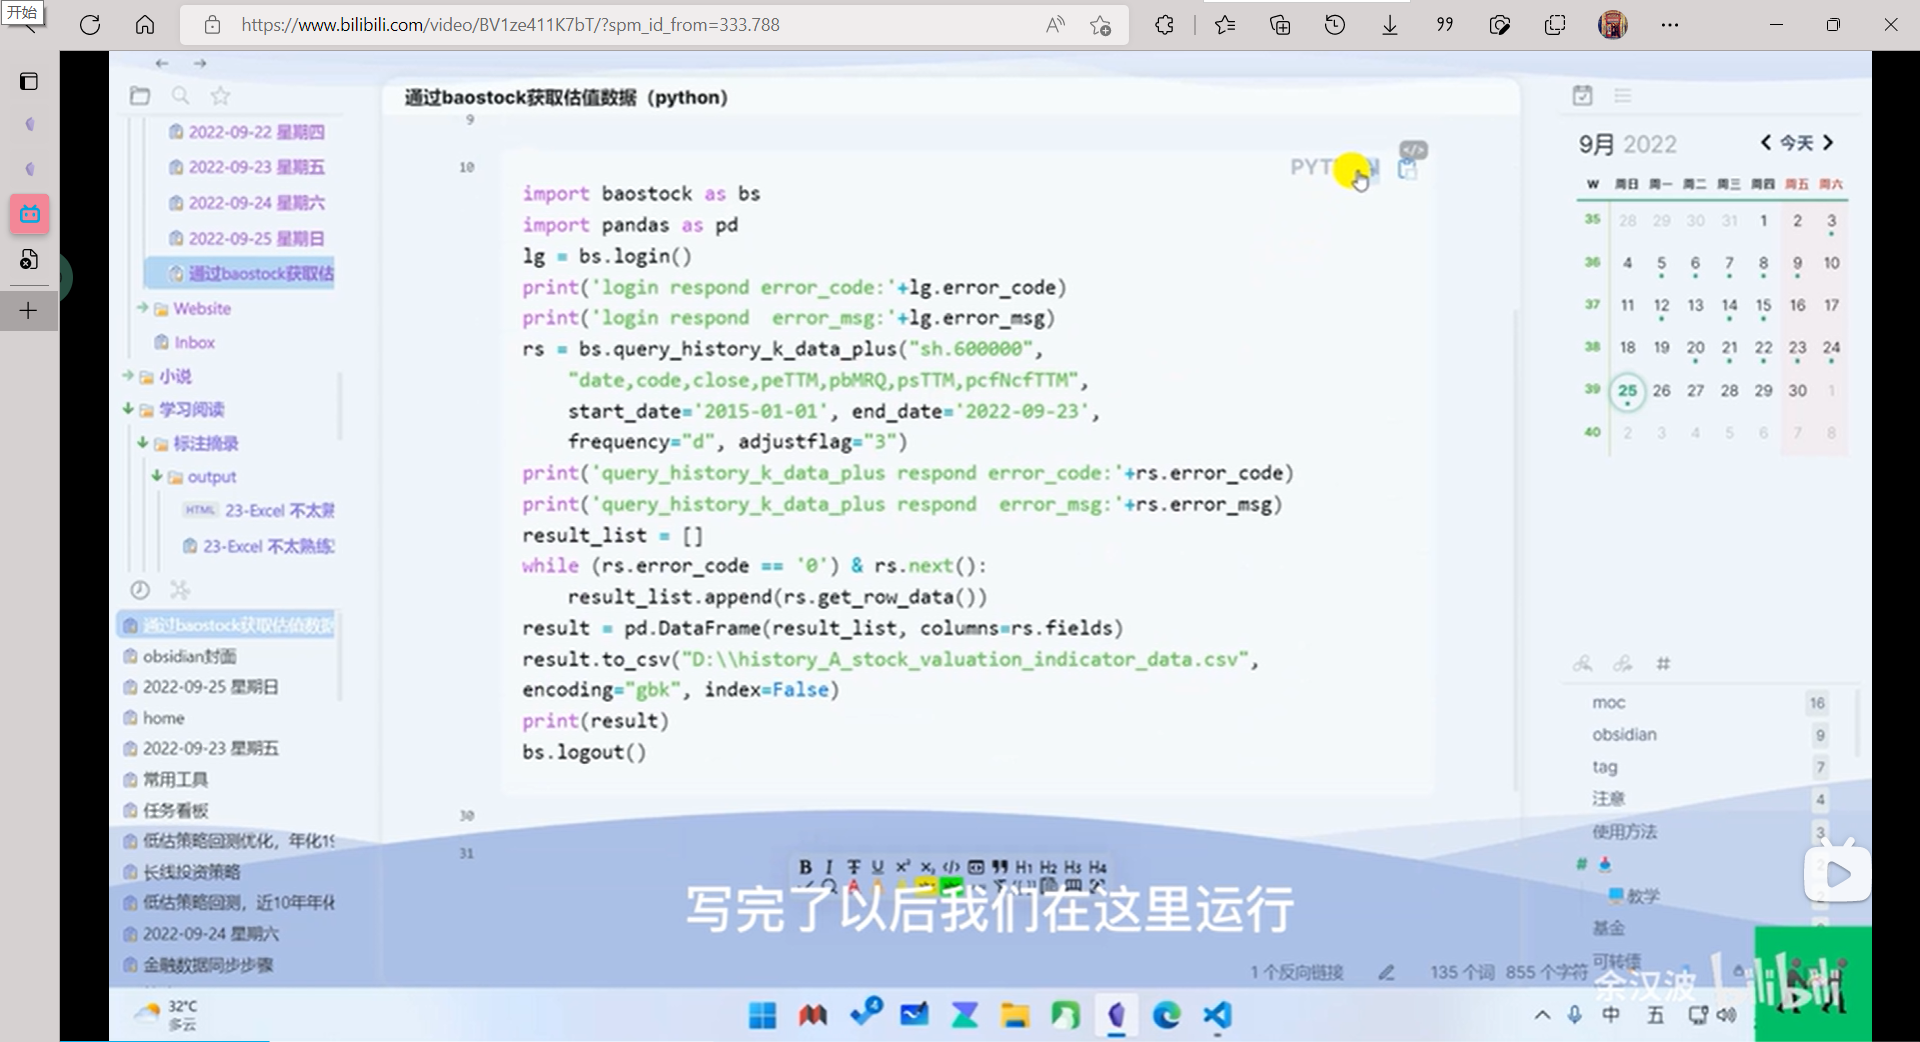 开始
https://www.bilibili.com/video/BV1ze411K7bT/?spm_id_from=333.788
2022-09-22 星期四
2022-09-23 星期五
2022-09-24 星期六
2022-09-25 星期日
通过baostock获取估
Website
Inbox
小说
学习阅读
标注摘录
output
HTML 23-Excel 不太熟
23-Excel 不太熟练
通过baostock获取估值数据
obsidian封面
2022-09-25 星期日
home
2022-09-23 星期五
常用工具
任务看板
低估策略回测优化，年化19
长线投资策略
低估策略回测，近10年年化
2022-09-24 星期六
金融数据同步步骤
通过baostock获取估值数据（python）
9
10
PYT
import baostock as bs
import pandas as pd
lg = bs.login()
print('login respond error_code:'+lg.error_code)
print('login respond  error_msg:'+lg.error_msg)
rs = bs.query_history_k_data_plus("sh.600000",
"date,code,close,peTTM,pbMRQ,psTTM,pcfNcfTTM",
start_date='2015-01-01', end_date='2022-09-23',
frequency="d", adjustflag="3")
print('query_history_k_data_plus respond error_code:'+rs.error_code)
print('query_history_k_data_plus respond  error_msg:'+rs.error_msg)
result_list = []
while (rs.error_code == '0') & rs.next():
result_list.append(rs.get_row_data())
result = pd.DataFrame(result_list, columns=rs.fields)
result.to_csv("D:\\history_A_stock_valuation_indicator_data.csv",
encoding="gbk", index=False)
print(result)
bs.logout()
30
31
B I T U X² X₂ </> H1 H2 H3 H4
写完了以后我们在这里运行
1 个反向链接 135 个词 855 个字符
9月 2022 今天
W 周日 周一 周二 周三 周四 周五 周六
35 28 29 30 31 1 2 3
36 4 5 6 7 8 9 10
37 11 12 13 14 15 16 17
38 18 19 20 21 22 23 24
39 25 26 27 28 29 30 1
40 2 3 4 5 6 7 8
moc 16
obsidian 9
tag 7
注意 4
使用方法 3
#
教学 2
基金
可转债
余汉波 bilibili
32°C
多云
4
中
五